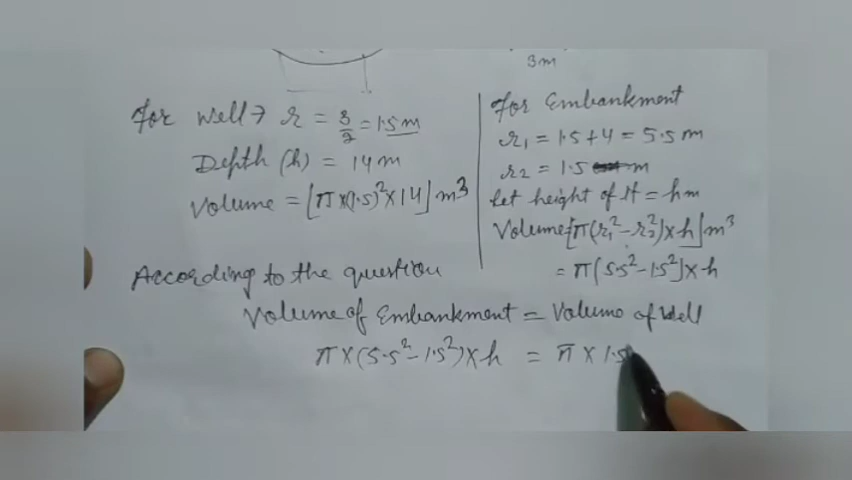 3m
For well → r = 3/2 = 1.5 m
Depth (h) = 14 m
Volume = [π×(1.5)²×14] m³
For Embankment
r₁ = 1.5+4 = 5.5 m
r₂ = 1.5 m
Let height of it = h m
Volume = [π(r₁²-r₂²)×h] m³
= π(5.5²-1.5²)×h
According to the question
Volume of Embankment = Volume of Well
π×(5.5²-1.5²)×h = π×1.5